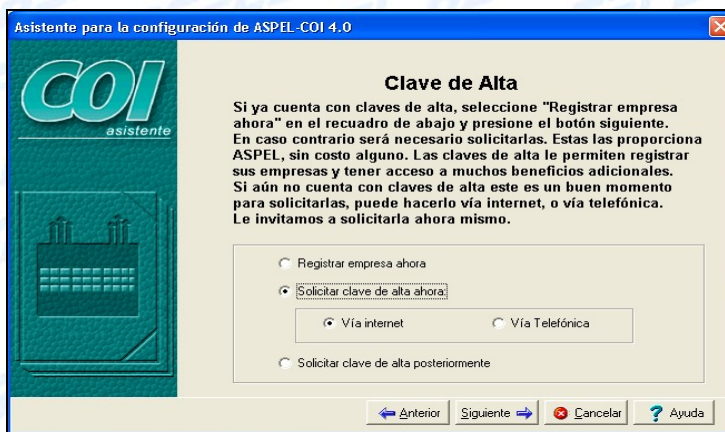 Asistente para la configuración de ASPEL-COI 4.0
COI
asistente
Clave de Alta
Si ya cuenta con claves de alta, seleccione "Registrar empresa
ahora" en el recuadro de abajo y presione el botón siguiente.
En caso contrario será necesario solicitarlas. Estas las proporciona
ASPEL, sin costo alguno. Las claves de alta le permiten registrar
sus empresas y tener acceso a muchos beneficios adicionales.
Si aún no cuenta con claves de alta este es un buen momento
para solicitarlas, puede hacerlo vía internet, o vía telefónica.
Le invitamos a solicitarla ahora mismo.
Registrar empresa ahora
Solicitar clave de alta ahora:
Vía internet Vía Telefónica
Solicitar clave de alta posteriormente
Anterior Siguiente Cancelar Ayuda